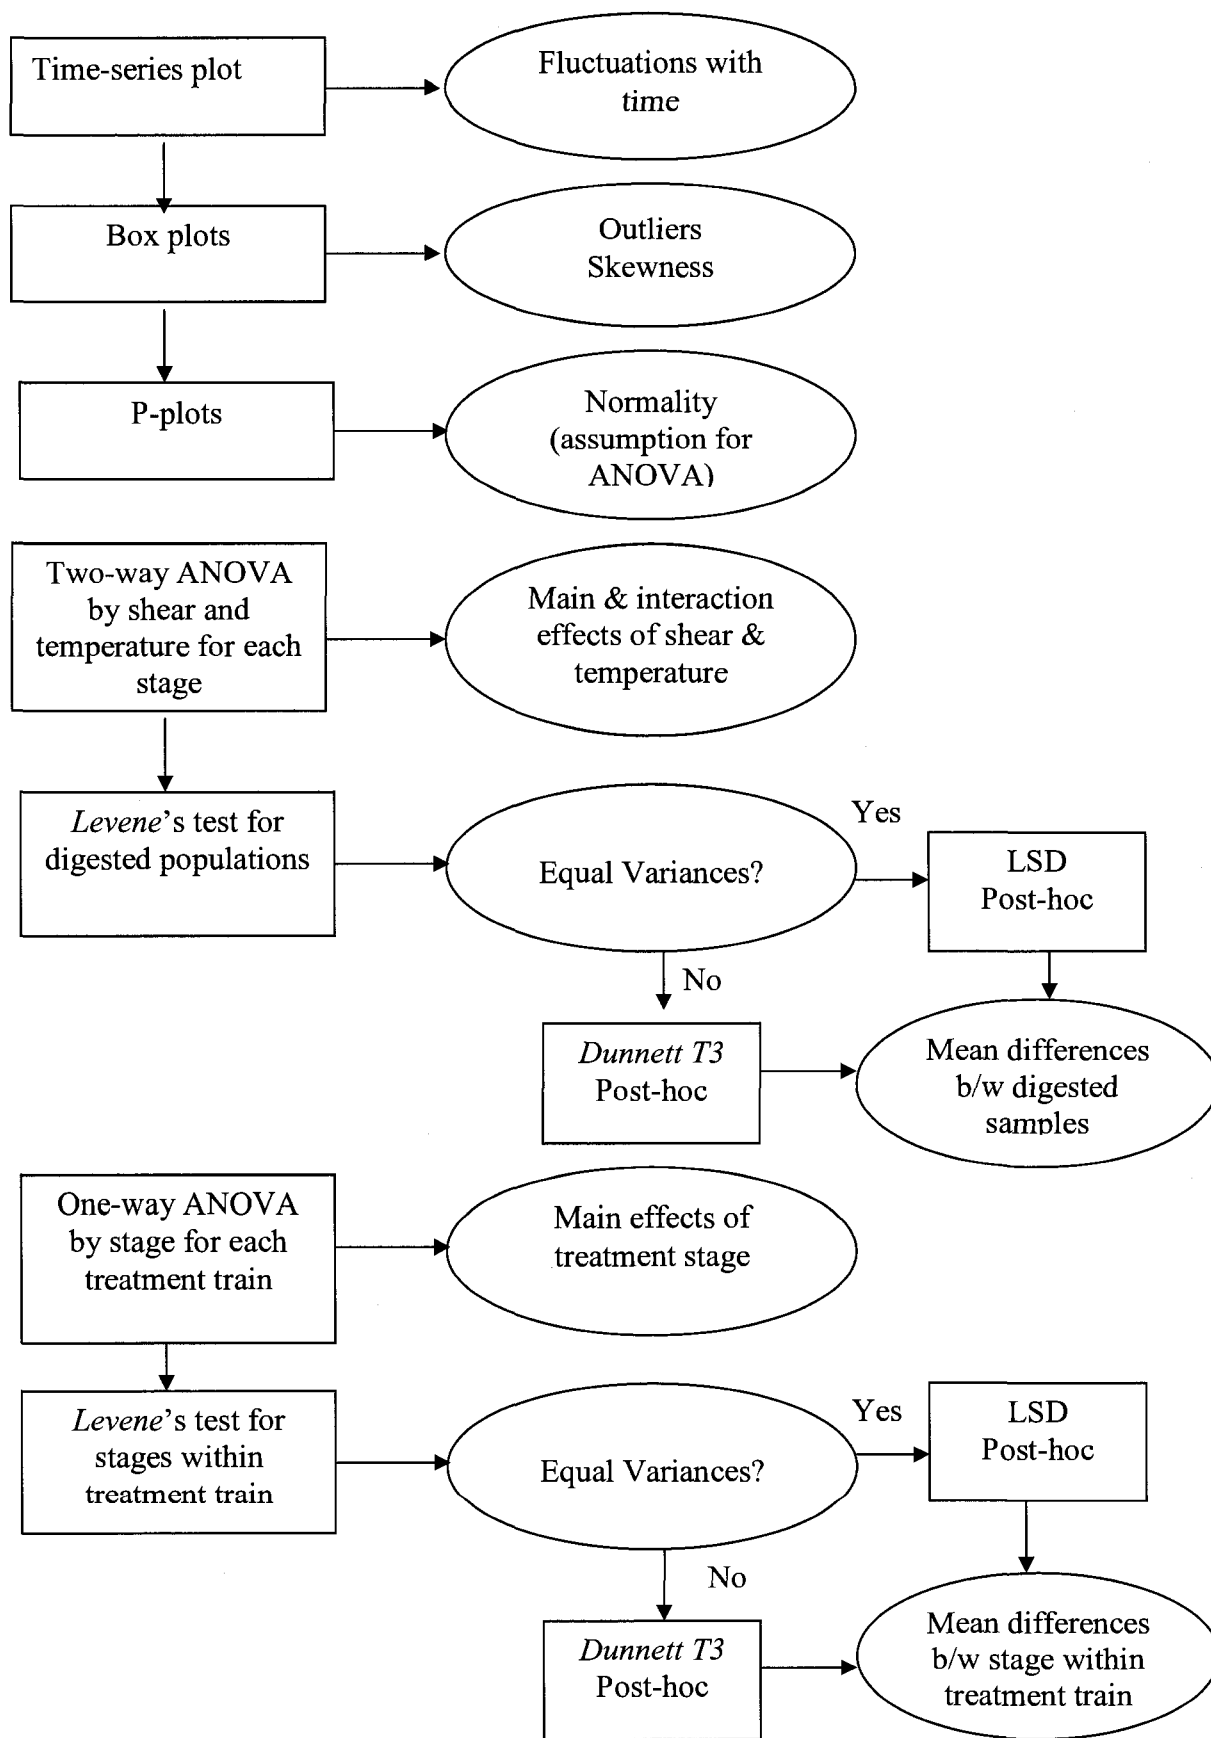 Time-series plot
Fluctuations with
time
Box plots
Outliers
Skewness
P-plots
Normality
(assumption for
ANOVA)
Two-way ANOVA
by shear and
temperature for each
stage
Main & interaction
effects of shear &
temperature
Levene's test for
digested populations
Equal Variances?
Yes
LSD
Post-hoc
No
Dunnett T3
Post-hoc
Mean differences
b/w digested
samples
One-way ANOVA
by stage for each
treatment train
Main effects of
treatment stage
Levene's test for
stages within
treatment train
Equal Variances?
Yes
LSD
Post-hoc
No
Dunnett T3
Post-hoc
Mean differences
b/w stage within
treatment train